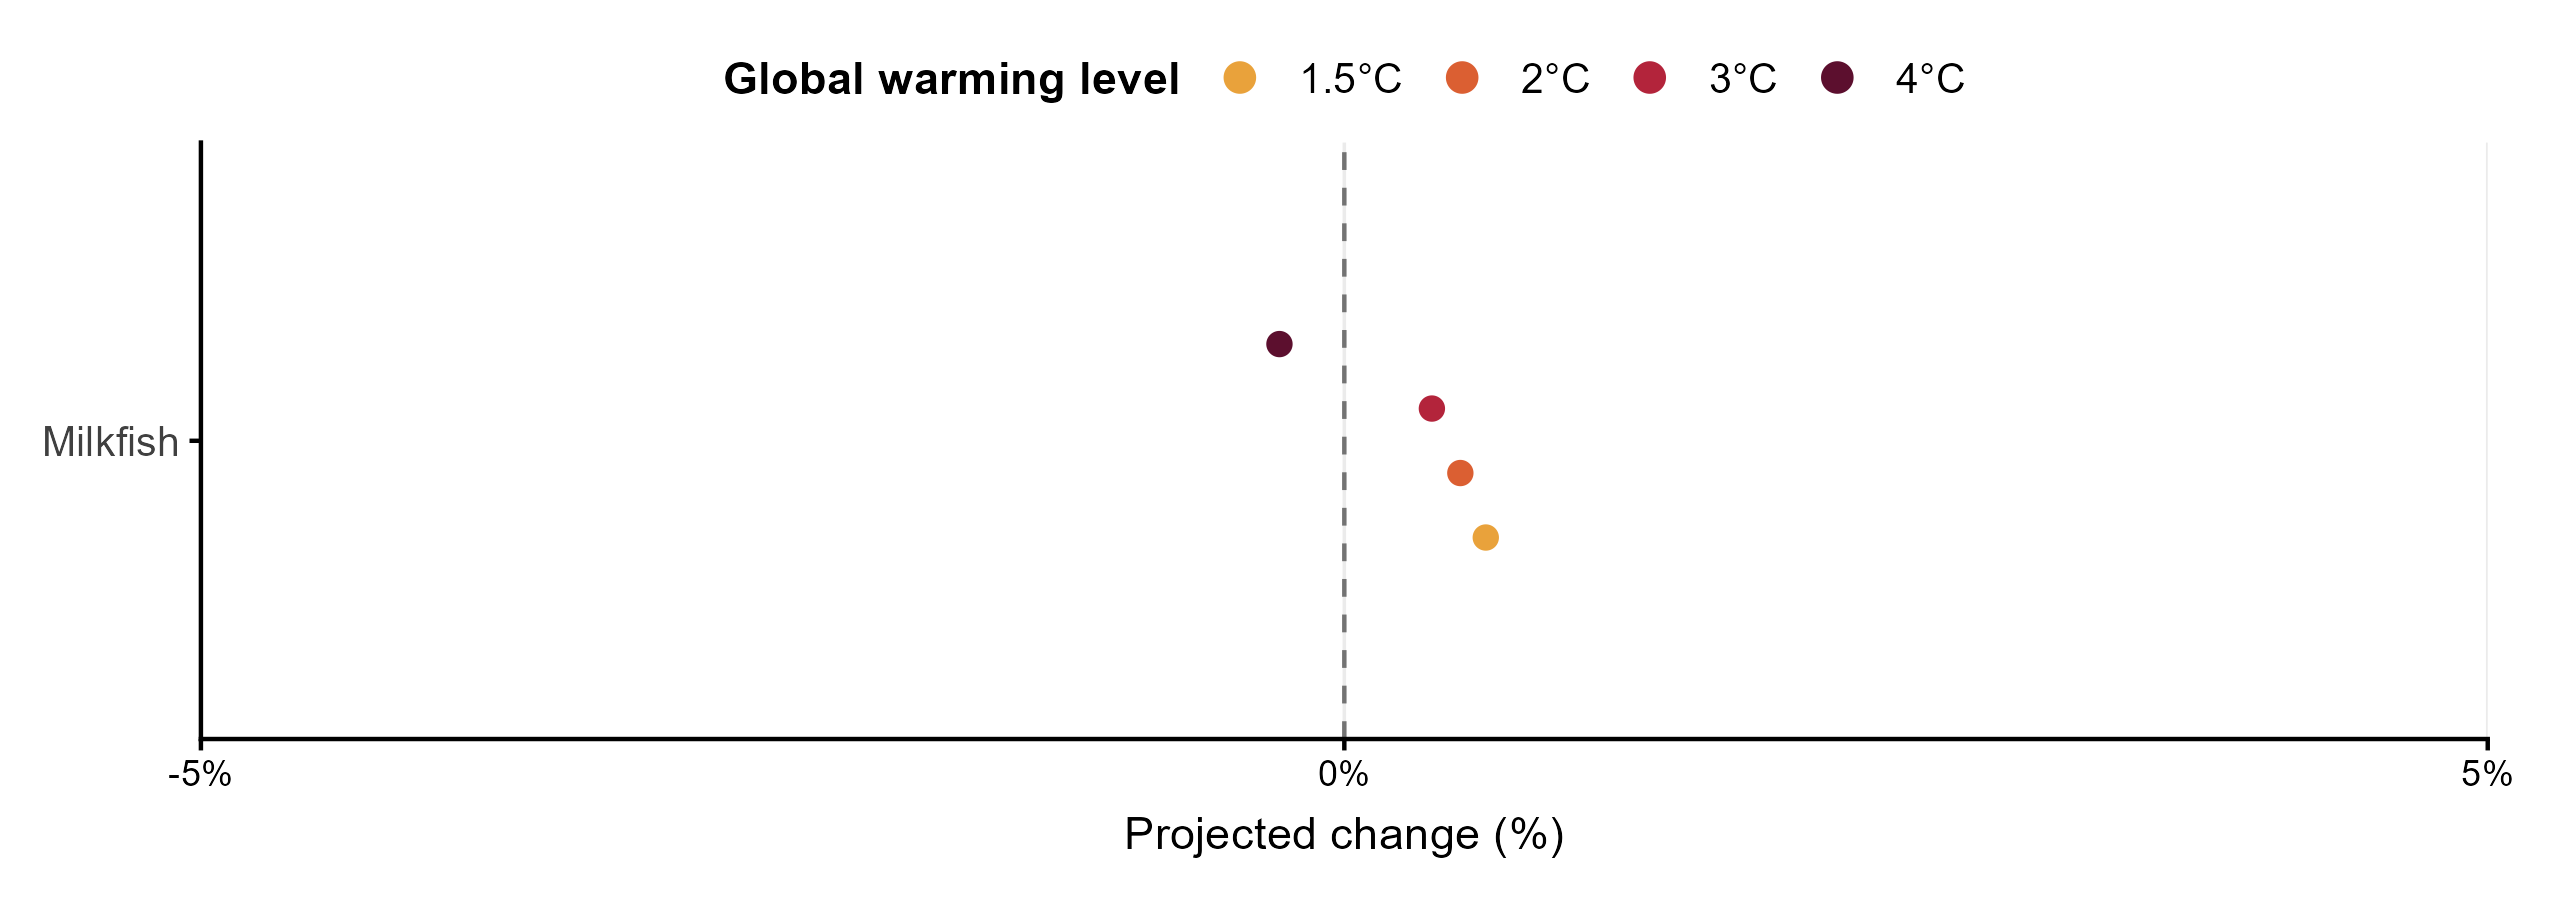 Global warming level 1.5°C 2°C 3°C 4°C
Milkfish
-5% 0% 5%
Projected change (%)